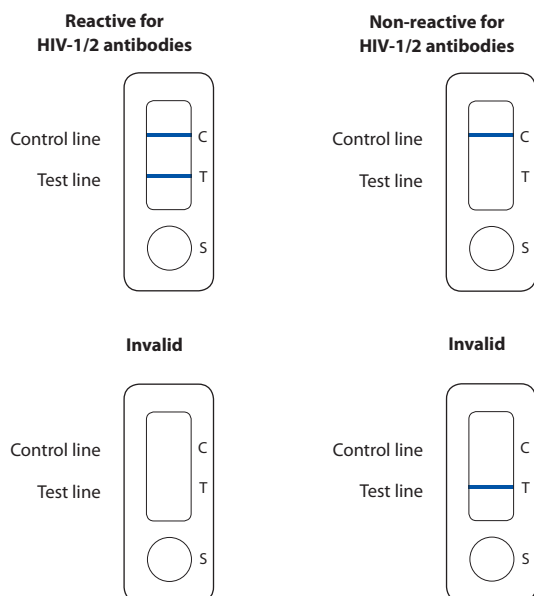 Reactive for
HIV-1/2 antibodies
Control line
C
Test line
T
S
Non-reactive for
HIV-1/2 antibodies
Control line
C
Test line
T
S
Invalid
Control line
C
Test line
T
S
Invalid
Control line
C
Test line
T
S